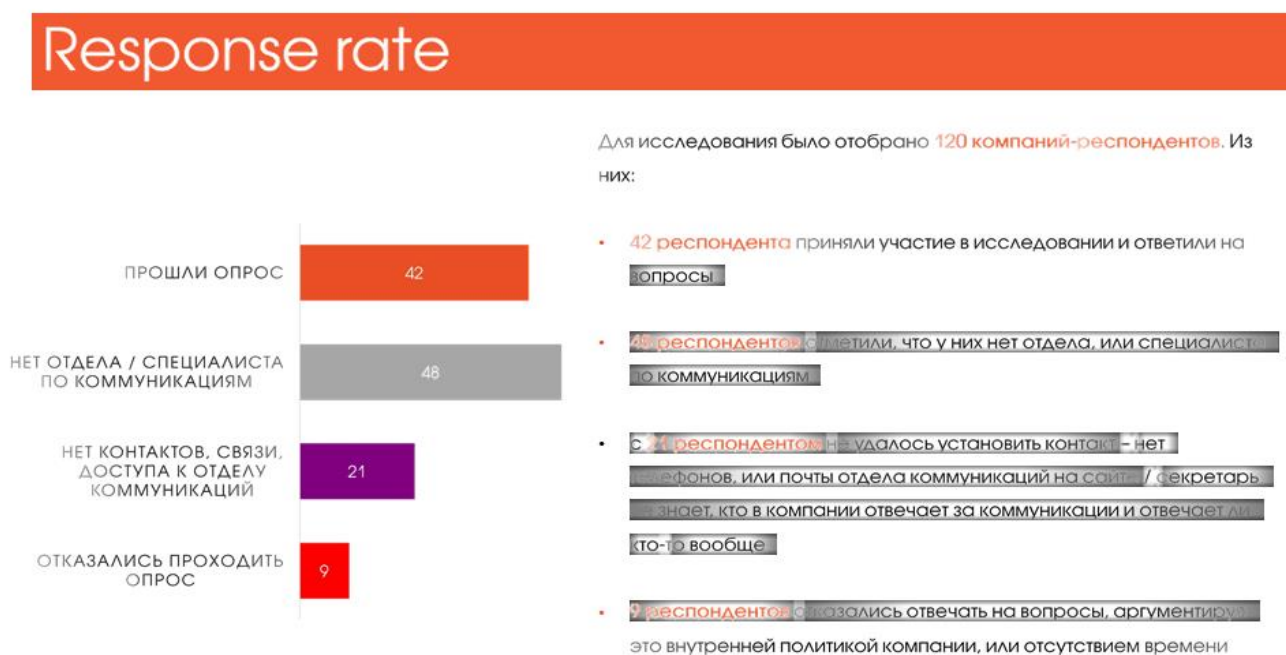 Response rate
Для исследования было отобрано 120 компаний-респондентов. Из
них:
ПРОШЛИ ОПРОС
42
НЕТ ОТДЕЛА / СПЕЦИАЛИСТА
ПО КОММУНИКАЦИЯМ
48
НЕТ КОНТАКТОВ, СВЯЗИ,
ДОСТУПА К ОТДЕЛУ
КОММУНИКАЦИЙ
21
ОТКАЗАЛИСЬ ПРОХОДИТЬ
ОПРОС
9
• 42 респондента приняли участие в исследовании и ответили на
вопросы
• 48 респондентов отметили, что у них нет отдела, или специалиста
по коммуникациям
• с 21 респондентом не удалось установить контакт – нет
телефонов, или почты отдела коммуникаций на сайте / секретарь
не знает, кто в компании отвечает за коммуникации и отвечает ли
кто-то вообще
• 9 респондентов отказались отвечать на вопросы, аргументируя
это внутренней политикой компании, или отсутствием времени